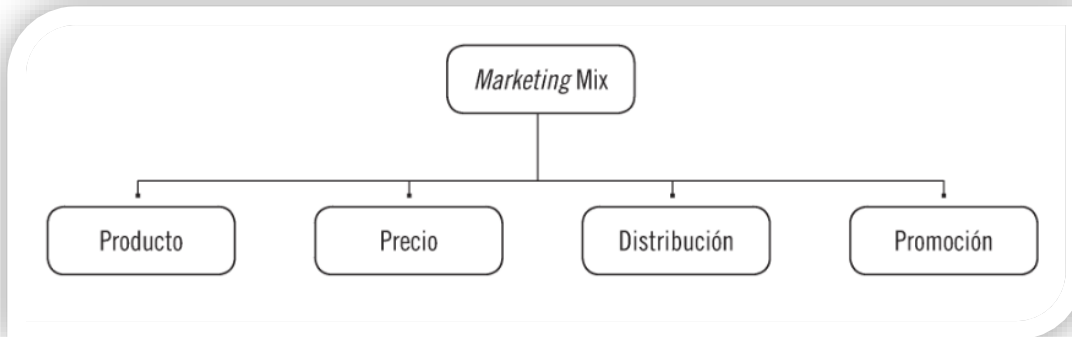 Marketing Mix
Producto
Precio
Distribución
Promoción